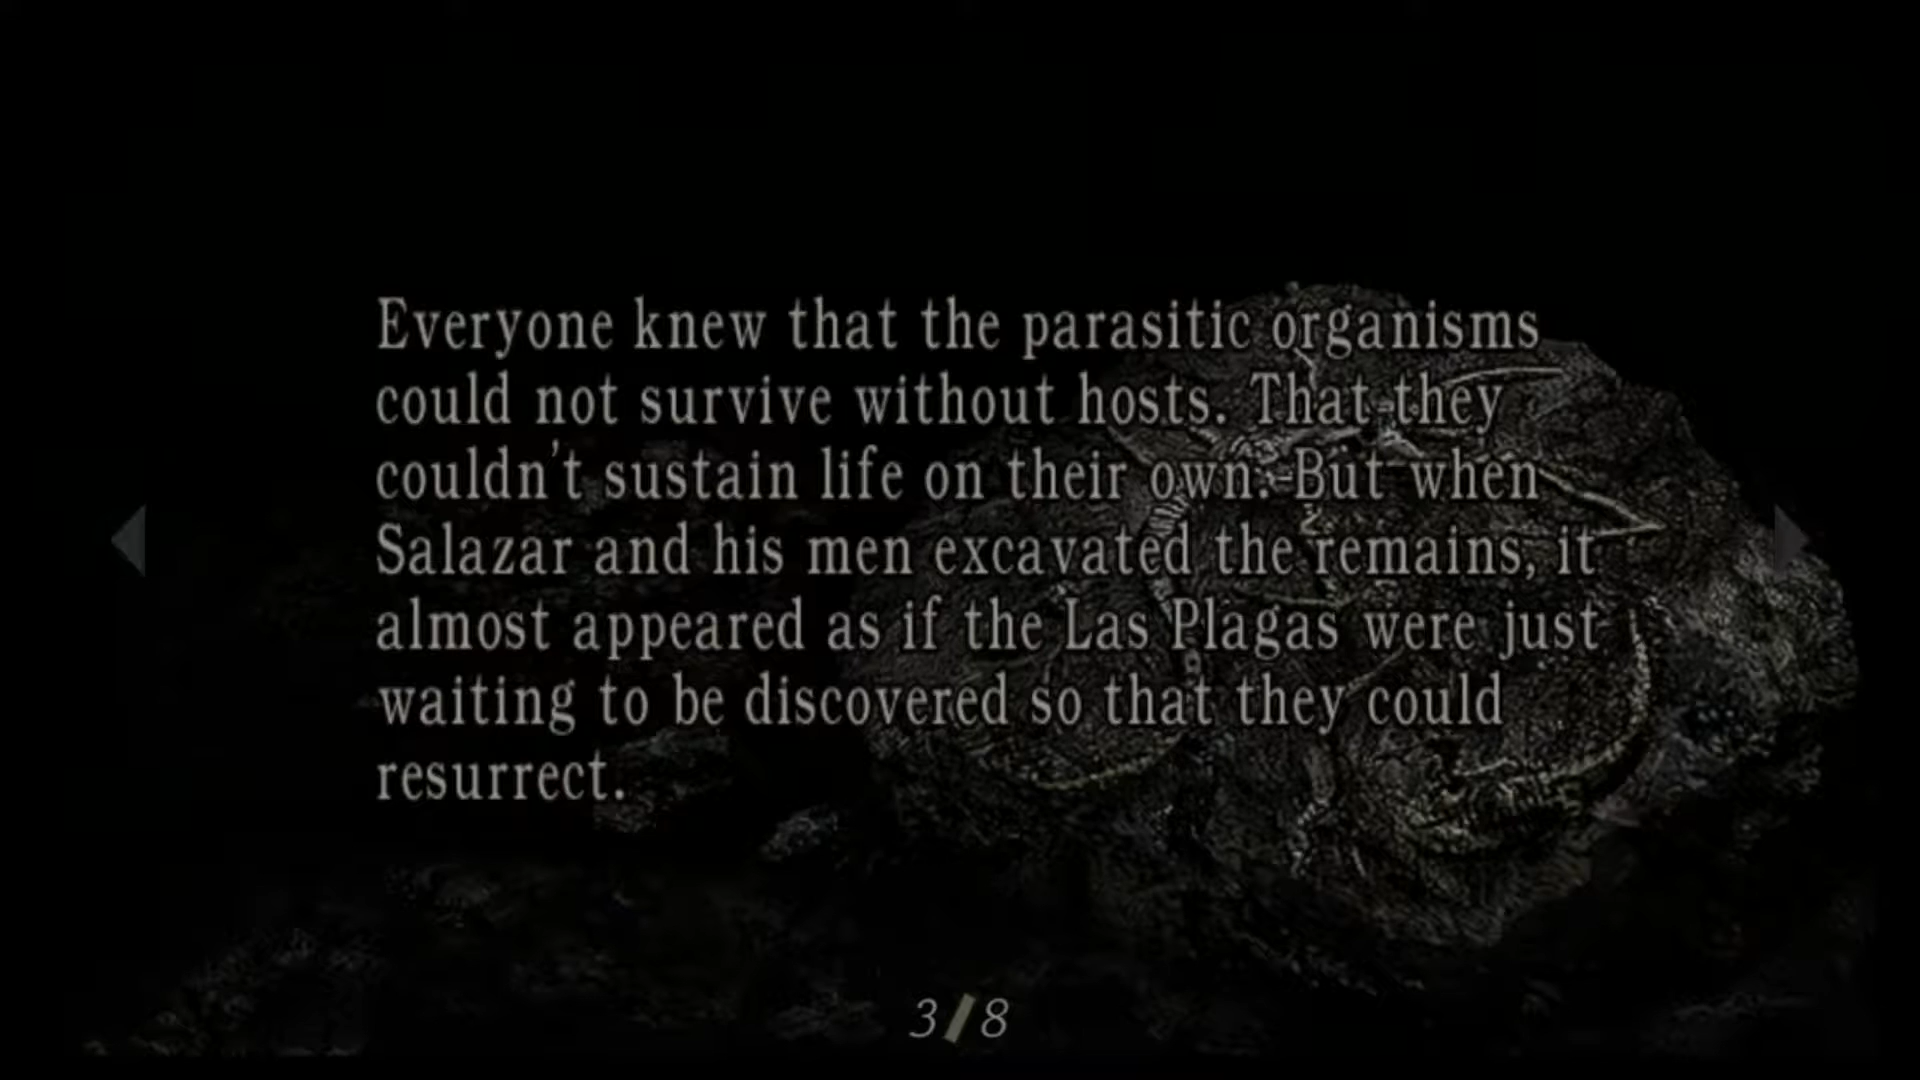 Everyone knew that the parasitic organisms
could not survive without hosts. That they
couldn't sustain life on their own. But when
Salazar and his men excavated the remains, it
almost appeared as if the Las Plagas were just
waiting to be discovered so that they could
resurrect.
3/8